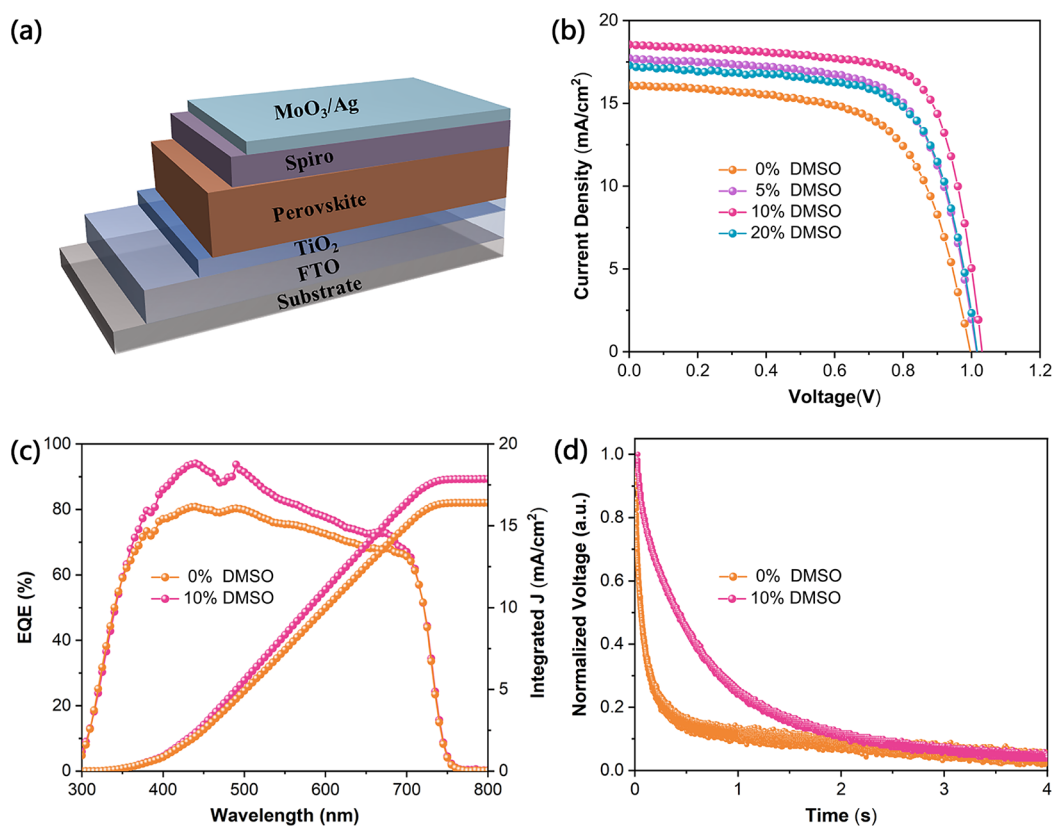 (a)
MoO3/Ag
Spiro
Perovskite
TiO2
FTO
Substrate
(b)
Current Density (mA/cm²)
20
15
10
5
0
0% DMSO
5% DMSO
10% DMSO
20% DMSO
0.0 0.2 0.4 0.6 0.8 1.0 1.2
Voltage(V)
(c)
EQE (%)
100
80
60
40
20
0
0% DMSO
10% DMSO
20
15
10
5
0
Integrated J (mA/cm²)
300 400 500 600 700 800
Wavelength (nm)
(d)
Normalized Voltage (a.u.)
1.0
0.8
0.6
0.4
0.2
0.0
0% DMSO
10% DMSO
0 1 2 3 4
Time (s)